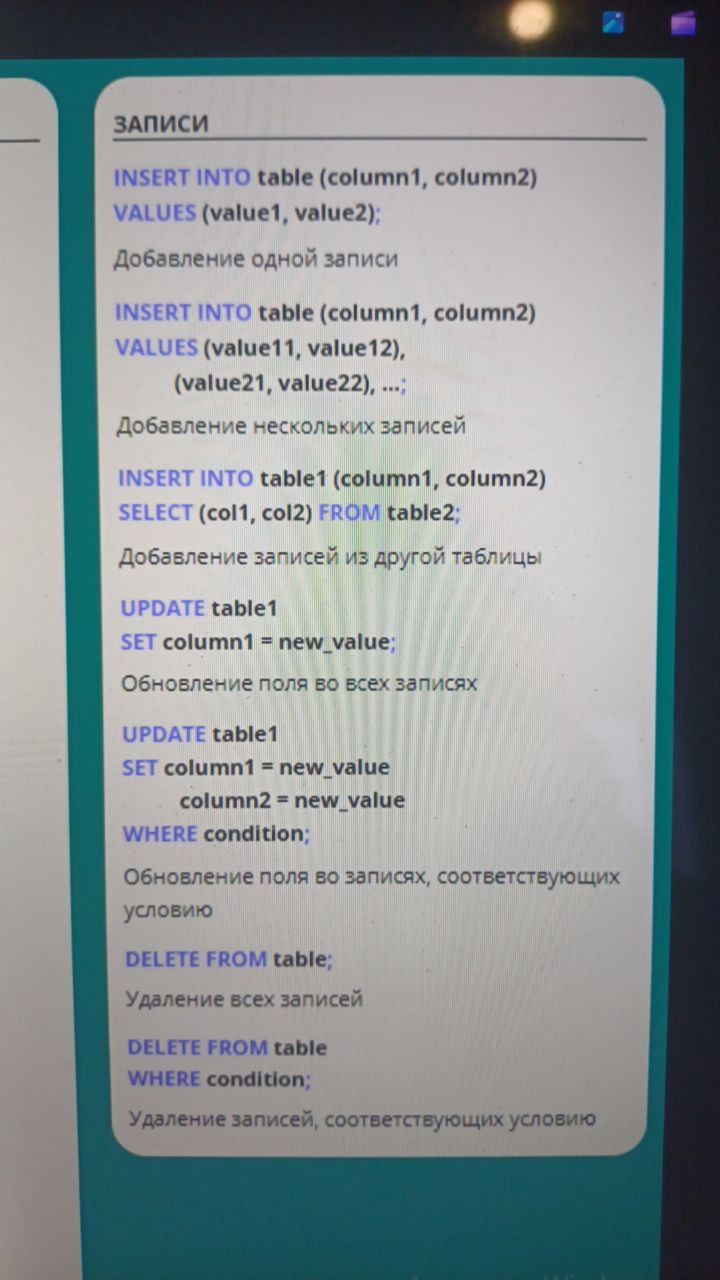 ЗАПИСИ
INSERT INTO table (column1, column2)
VALUES (value1, value2);
Добавление одной записи
INSERT INTO table (column1, column2)
VALUES (value11, value12),
(value21, value22), ...;
Добавление нескольких записей
INSERT INTO table1 (column1, column2)
SELECT (col1, col2) FROM table2;
Добавление записей из другой таблицы
UPDATE table1
SET column1 = new_value;
Обновление поля во всех записях
UPDATE table1
SET column1 = new_value
column2 = new_value
WHERE condition;
Обновление поля во записях, соответствующих
условию
DELETE FROM table;
Удаление всех записей
DELETE FROM table
WHERE condition;
Удаление записей, соответствующих условию